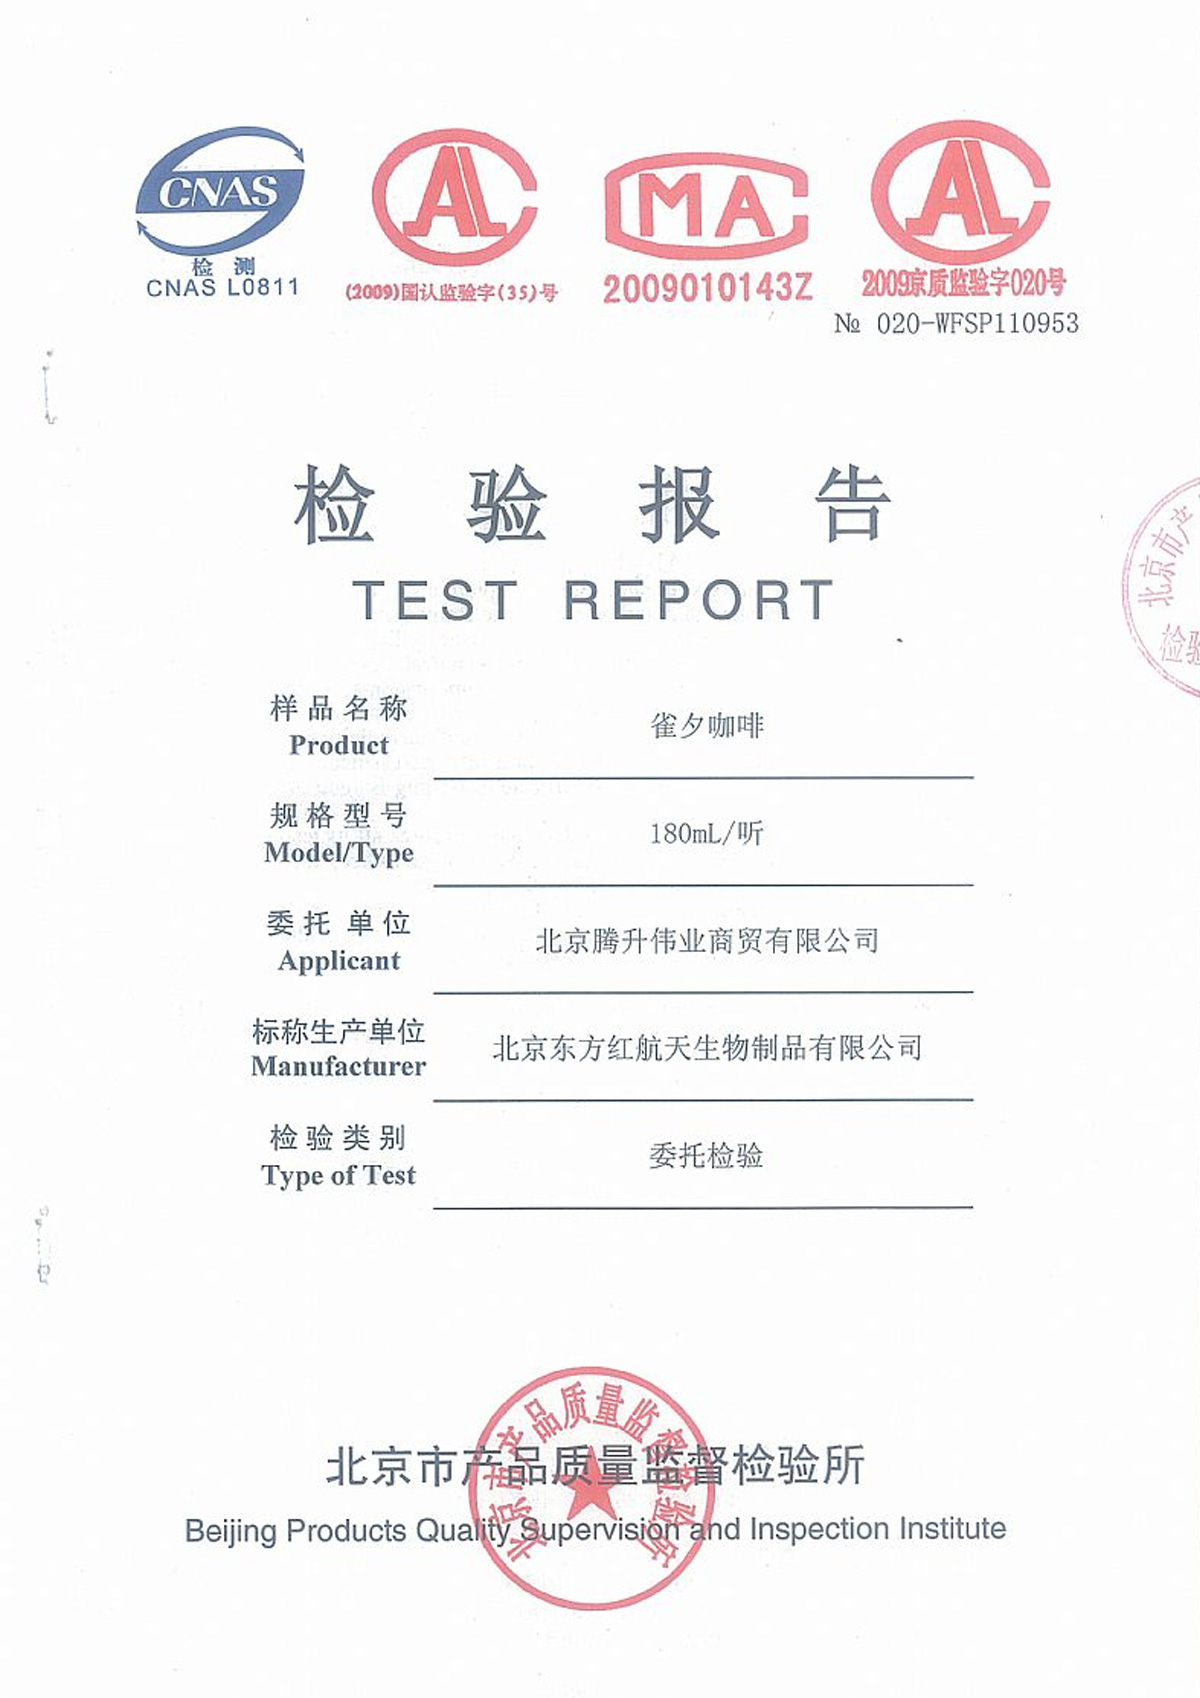 CNAS
检 测
CNAS L0811
CAL
(2009)国认监验字(35)号
CMA
2009010143Z
CAL
2009京质监验字020号
№ 020-WFSP110953
检 验 报 告
TEST REPORT
北京市产
检验
样品名称
Product
雀夕咖啡
规格型号
Model/Type
180mL/听
委托单位
Applicant
北京腾升伟业商贸有限公司
标称生产单位
Manufacturer
北京东方红航天生物制品有限公司
检验类别
Type of Test
委托检验
北京市产品质量监督检验所
北京市产品质量监督检验所
Beijing Products Quality Supervision and Inspection Institute